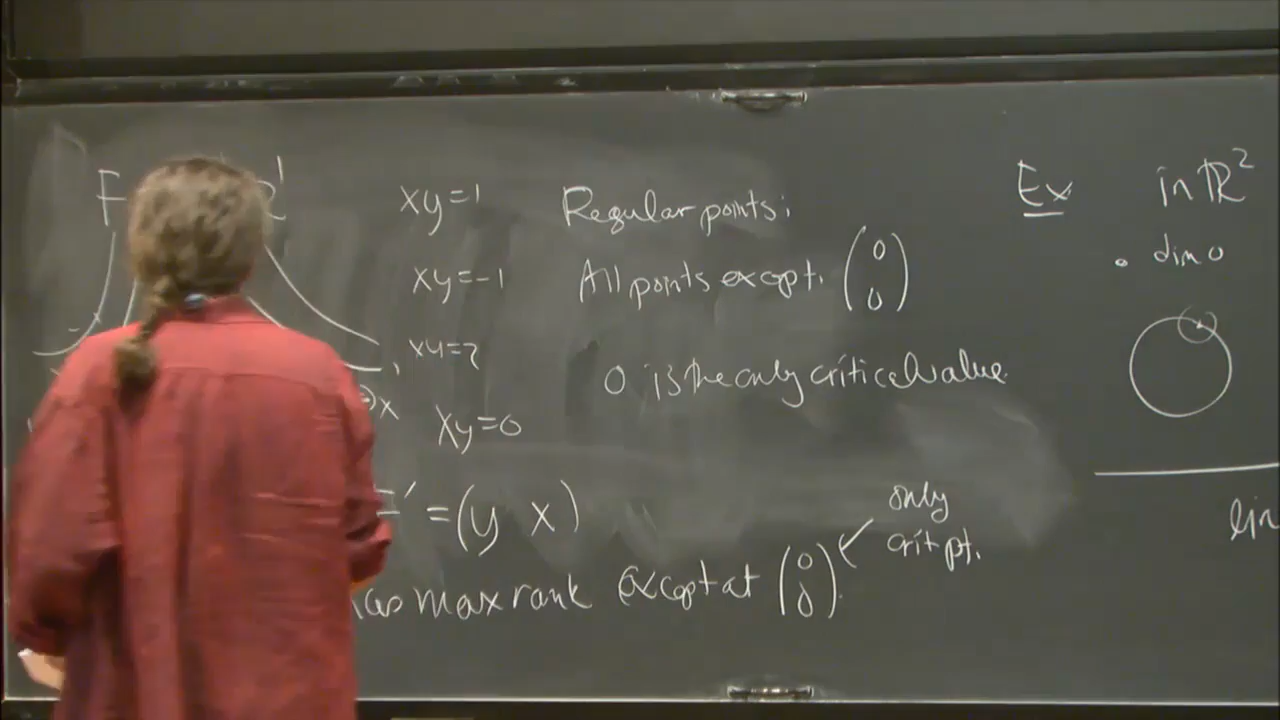 xy=1
xy=-1
xy=2
xy=0
=(y x)
max rank except at (0 0)
only
crit pt.
Regular points:
All points except. (0 0)
0 is the only critical value
Ex in ℝ²
• dim 0